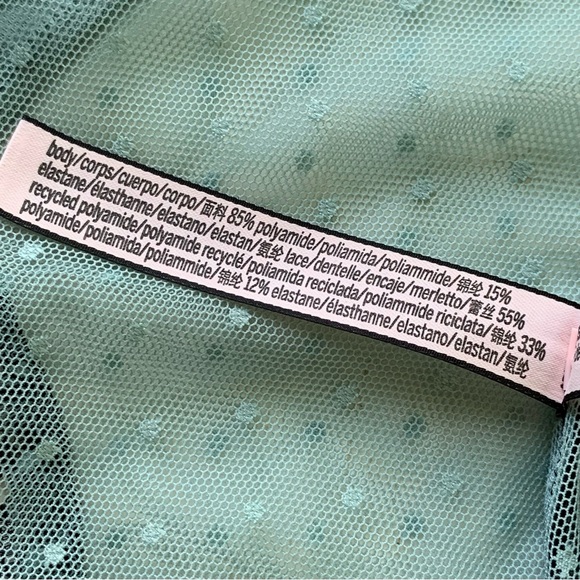 body/corps/cuerpo/corpo/面料 85% polyamide/poliamida/poliammide/锦纶 15%
elastane/élasthanne/elastano/elastan/氨纶 lace/dentelle/encaje/merletto/蕾丝 55%
recycled polyamide/polyamide recyclé/poliamida reciclada/poliammide riciclata/锦纶 33%
polyamide/poliamida/poliammide/锦纶 12% elastane/élasthanne/elastano/elastan/氨纶